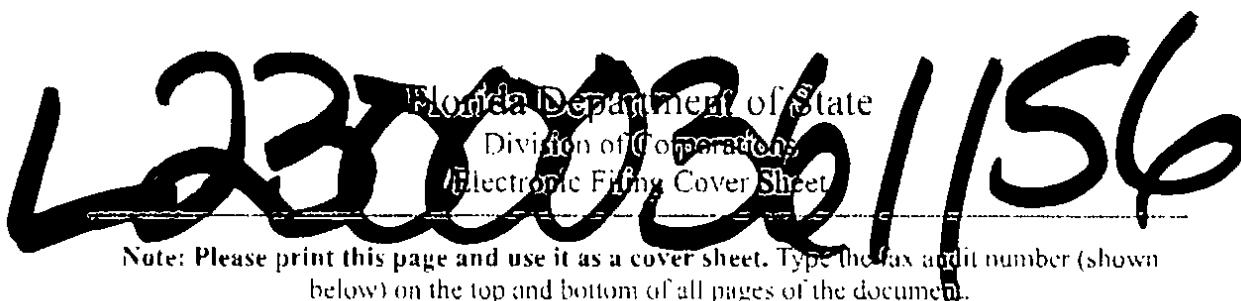 L23000361156
Florida Department of State
Division of Corporations
Electronic Filing Cover Sheet
Note: Please print this page and use it as a cover sheet. Type the fax audit number (shown
below) on the top and bottom of all pages of the document.